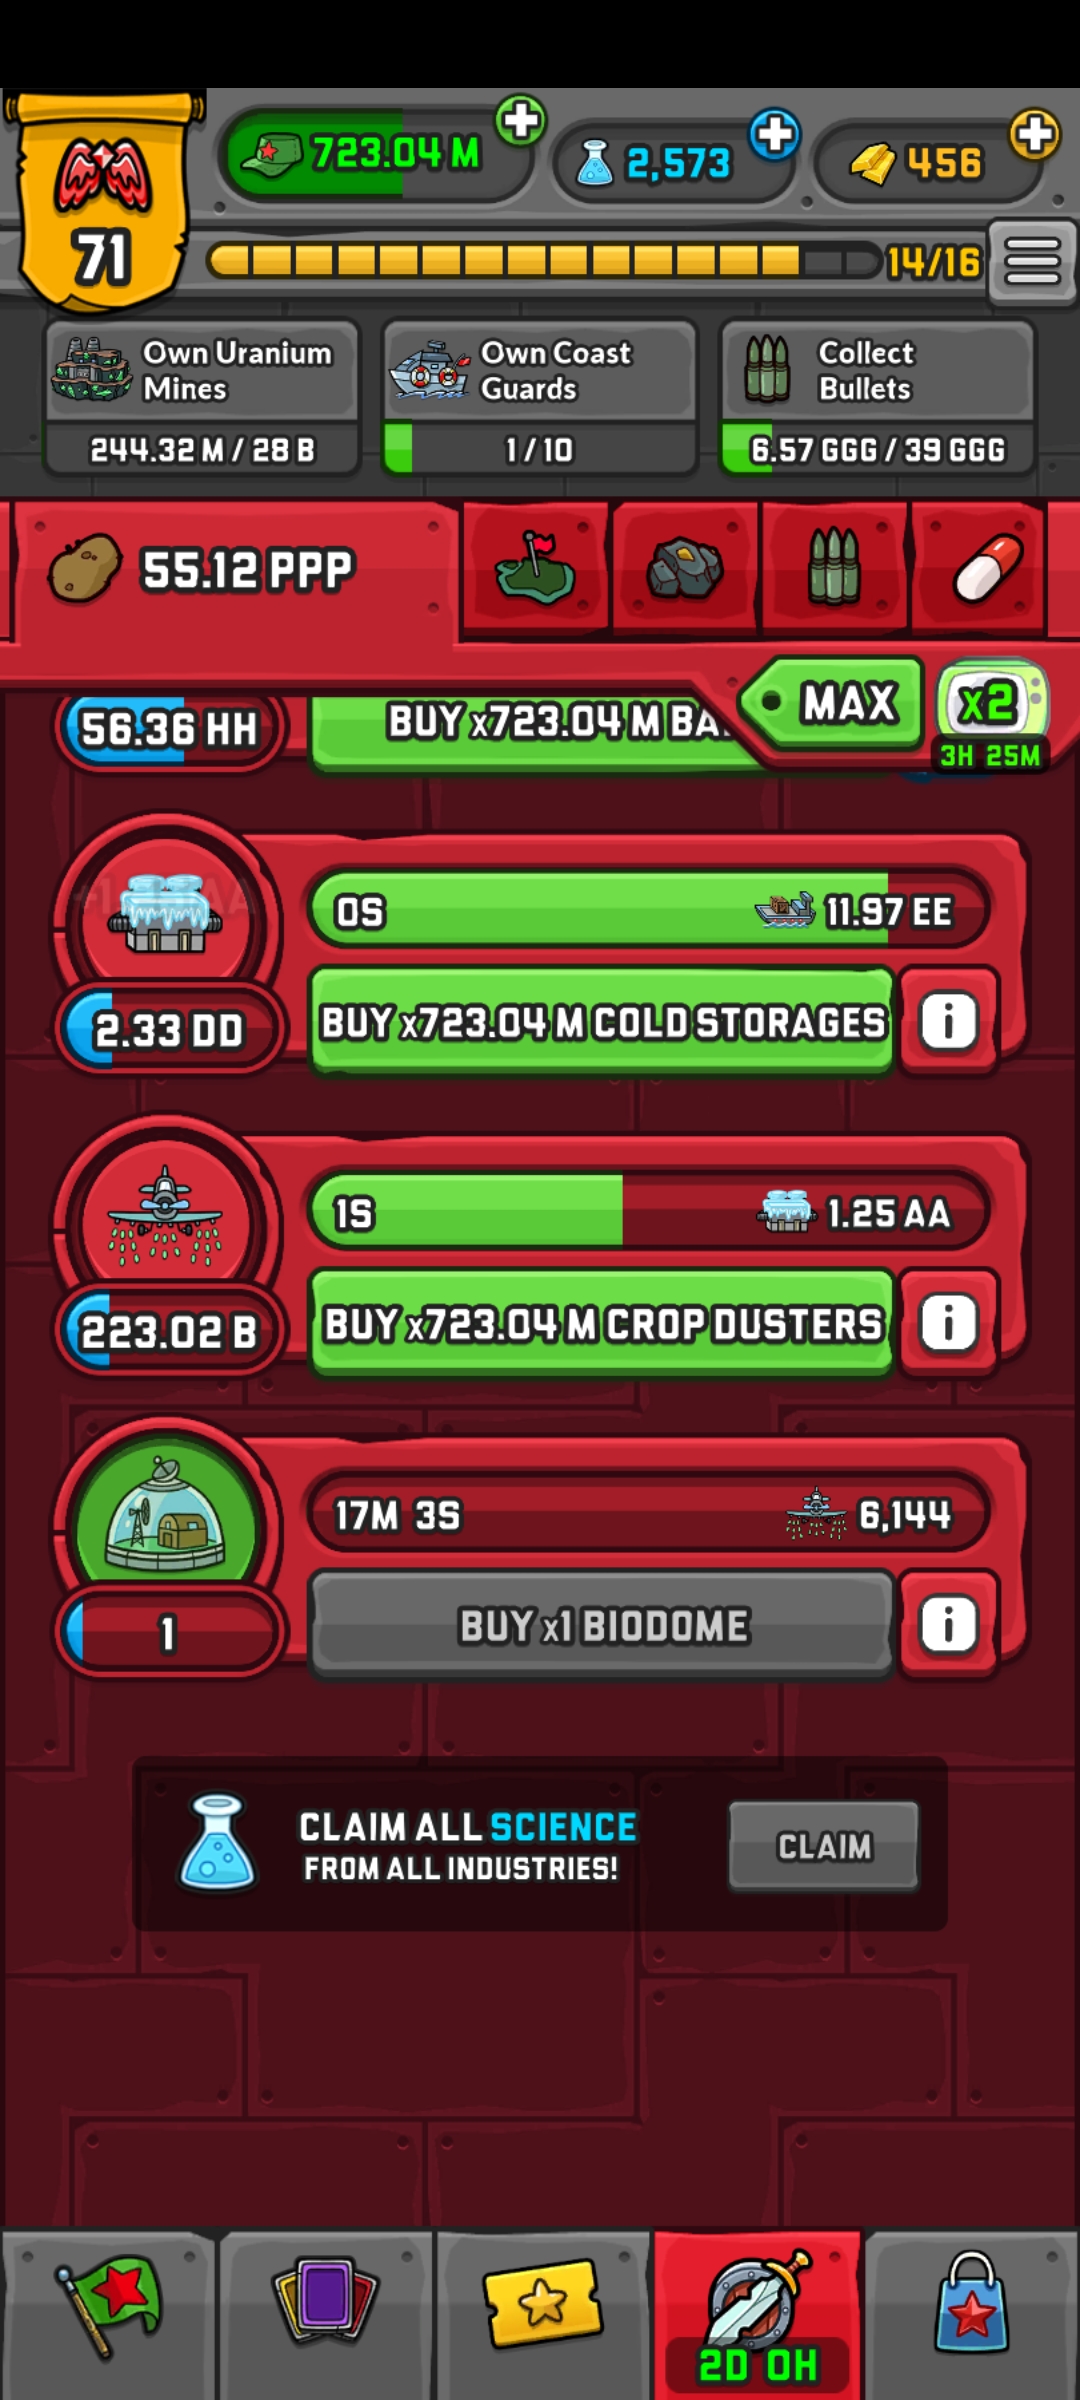 723.04 M
2,573
456
71
14/16
Own Uranium
Mines
244.32 M / 28 B
Own Coast
Guards
1 / 10
Collect
Bullets
6.57 GGG / 39 GGG
55.12 PPP
MAX
x2
3H 25M
56.36 HH
BUY x723.04 M BA
0S
11.97 EE
2.33 DD
BUY x723.04 M COLD STORAGES
i
1S
1.25 AA
223.02 B
BUY x723.04 M CROP DUSTERS
i
17M 3S
6,144
1
BUY x1 BIODOME
i
CLAIM ALL SCIENCE
FROM ALL INDUSTRIES!
CLAIM
2D 0H